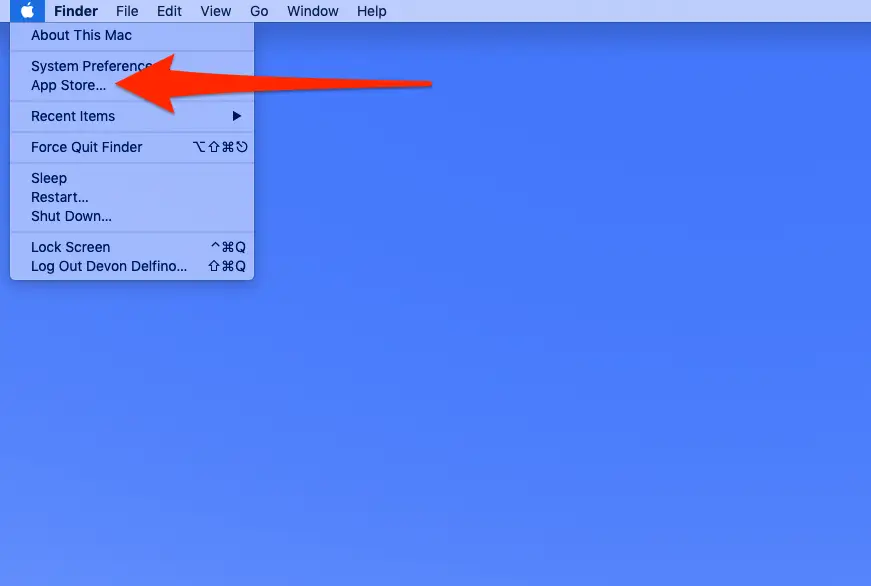 Finder File Edit View Go Window Help
About This Mac
System Preference
App Store...
Recent Items ▶
Force Quit Finder ⌥⇧⌘⎋
Sleep
Restart...
Shut Down...
Lock Screen ^⌘Q
Log Out Devon Delfino... ⇧⌘Q